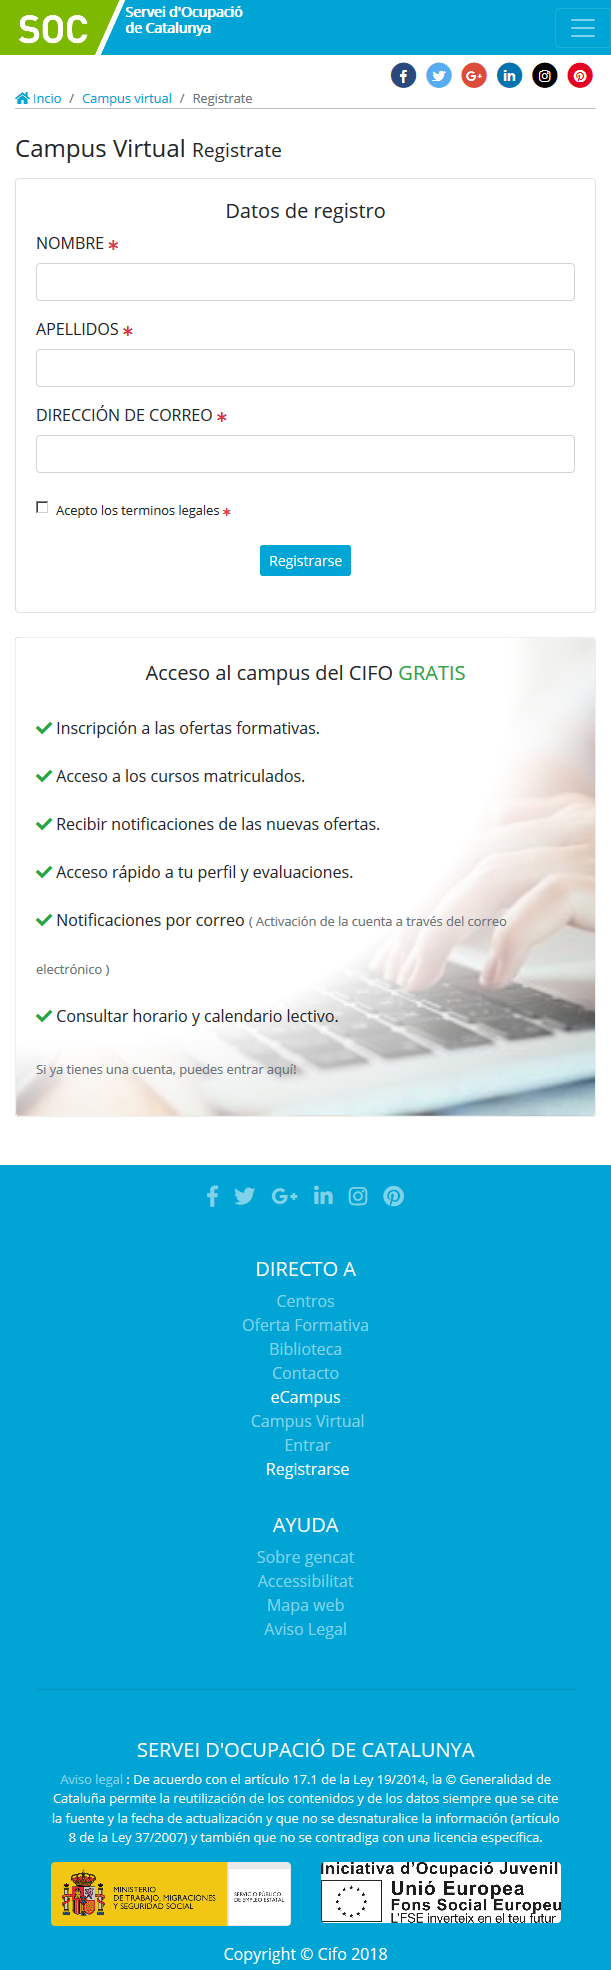 SOC
Servei d'Ocupació
de Catalunya
Incio / Campus virtual / Registrate
Campus Virtual Registrate
Datos de registro
NOMBRE *
APELLIDOS *
DIRECCIÓN DE CORREO *
Acepto los terminos legales *
Registrarse
Acceso al campus del CIFO GRATIS
Inscripción a las ofertas formativas.
Acceso a los cursos matriculados.
Recibir notificaciones de las nuevas ofertas.
Acceso rápido a tu perfil y evaluaciones.
Notificaciones por correo ( Activación de la cuenta a través del correo
electrónico )
Consultar horario y calendario lectivo.
Si ya tienes una cuenta, puedes entrar aquí!
DIRECTO A
Centros
Oferta Formativa
Biblioteca
Contacto
eCampus
Campus Virtual
Entrar
Registrarse
AYUDA
Sobre gencat
Accessibilitat
Mapa web
Aviso Legal
SERVEI D'OCUPACIÓ DE CATALUNYA
Aviso legal : De acuerdo con el artículo 17.1 de la Ley 19/2014, la © Generalidad de
Cataluña permite la reutilización de los contenidos y de los datos siempre que se cite
la fuente y la fecha de actualización y que no se desnaturalice la información (artículo
8 de la Ley 37/2007) y también que no se contradiga con una licencia específica.
MINISTERIO
DE TRABAJO, MIGRACIONES
Y SEGURIDAD SOCIAL
SERVICIO PÚBLICO
DE EMPLEO ESTATAL
Iniciativa d'Ocupació Juvenil
Unió Europea
Fons Social Europeu
L'FSE inverteix en el teu futur
Copyright © Cifo 2018